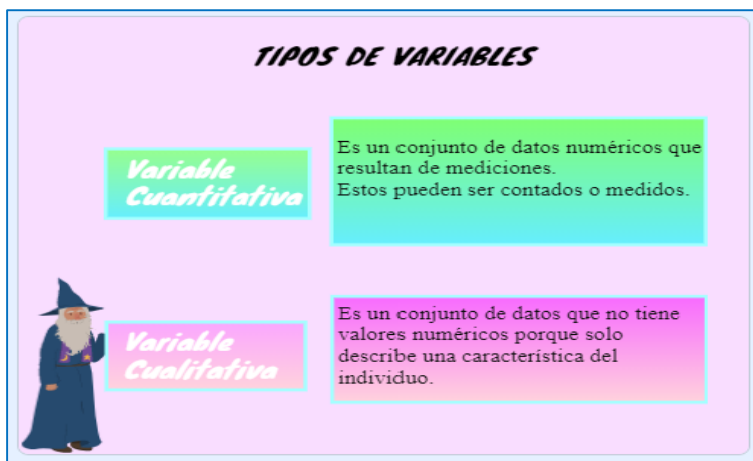 TIPOS DE VARIABLES
Variable
Cuantitativa
Es un conjunto de datos numéricos que
resultan de mediciones.
Estos pueden ser contados o medidos.
Variable
Cualitativa
Es un conjunto de datos que no tiene
valores numéricos porque solo
describe una característica del
individuo.